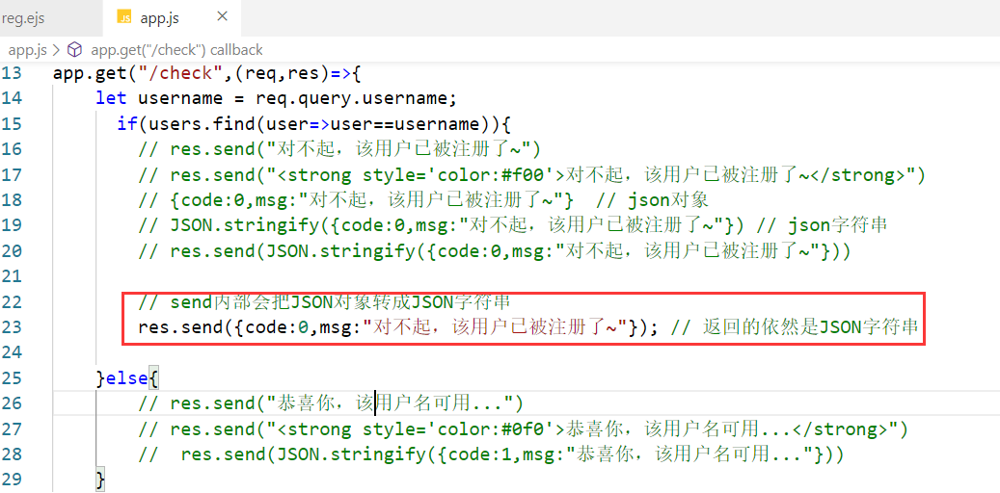 reg.ejs
JS app.js ×
app.js > app.get("/check") callback
13 app.get("/check",(req,res)=>{
14 let username = req.query.username;
15 if(users.find(user=>user==username)){
16 // res.send("对不起，该用户已被注册了~")
17 // res.send("<strong style='color:#f00'>对不起，该用户已被注册了~</strong>")
18 // {code:0,msg:"对不起，该用户已被注册了~"} // json对象
19 // JSON.stringify({code:0,msg:"对不起，该用户已被注册了~"}) // json字符串
20 // res.send(JSON.stringify({code:0,msg:"对不起，该用户已被注册了~"}))
21
22 // send内部会把JSON对象转成JSON字符串
23 res.send({code:0,msg:"对不起，该用户已被注册了~"}); // 返回的依然是JSON字符串
24
25 }else{
26 // res.send("恭喜你，该用户名可用...")
27 // res.send("<strong style='color:#0f0'>恭喜你，该用户名可用...</strong>")
28 // res.send(JSON.stringify({code:1,msg:"恭喜你，该用户名可用..."}))
29 }